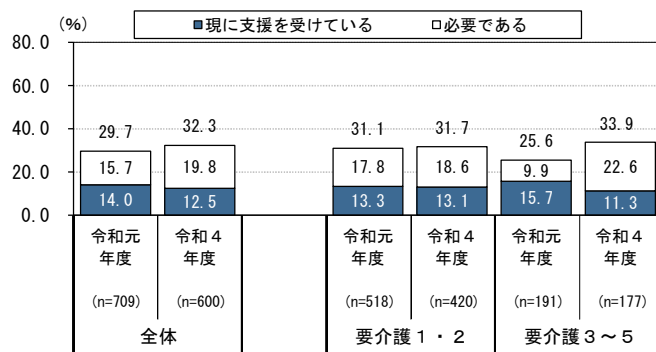 (%)
■現に支援を受けている □必要である
80.0
60.0
40.0
20.0
0.0
29.7 32.3 31.1 31.7 25.6 33.9
15.7 19.8 17.8 18.6 9.9 22.6
14.0 12.5 13.3 13.1 15.7 11.3
令和元 令和４ 令和元 令和４ 令和元 令和４
年度 年度 年度 年度 年度 年度
(n=709) (n=600) (n=518) (n=420) (n=191) (n=177)
全体 要介護１・２ 要介護３～５